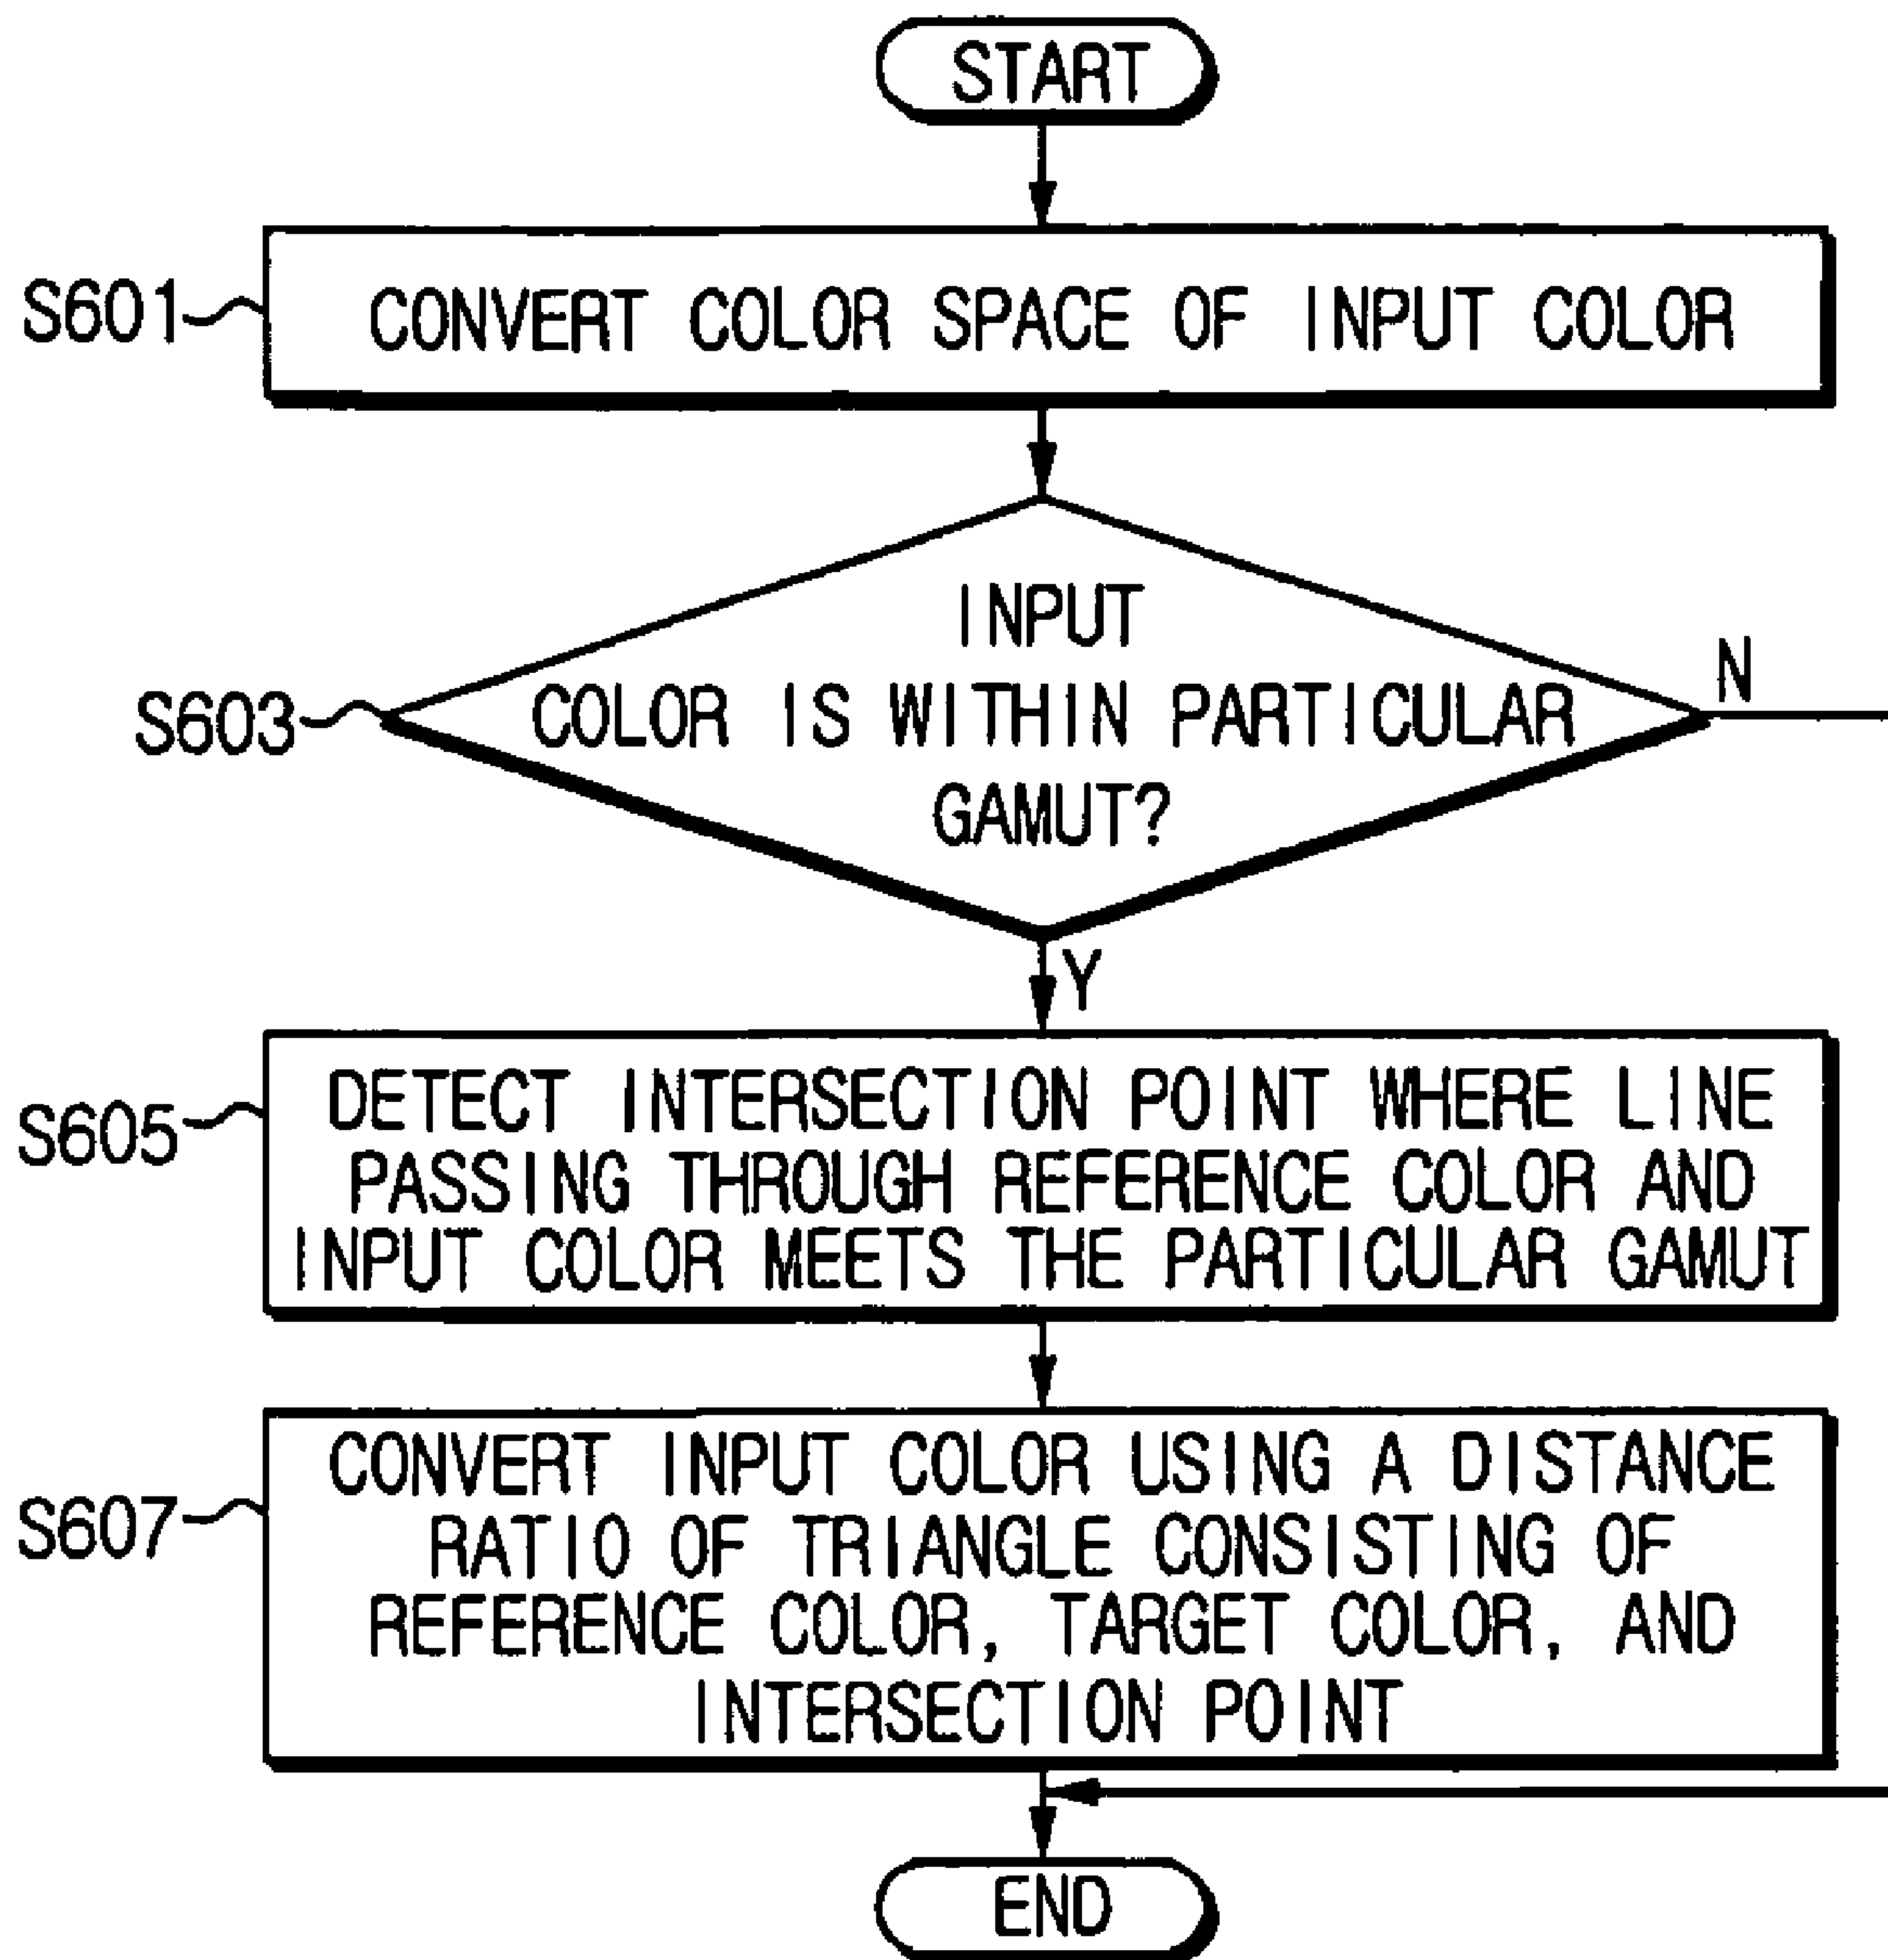 START
S601
CONVERT COLOR SPACE OF INPUT COLOR
S603
INPUT
COLOR IS WITHIN PARTICULAR
GAMUT?
N
Y
S605
DETECT INTERSECTION POINT WHERE LINE
PASSING THROUGH REFERENCE COLOR AND
INPUT COLOR MEETS THE PARTICULAR GAMUT
S607
CONVERT INPUT COLOR USING A DISTANCE
RATIO OF TRIANGLE CONSISTING OF
REFERENCE COLOR, TARGET COLOR, AND
INTERSECTION POINT
END